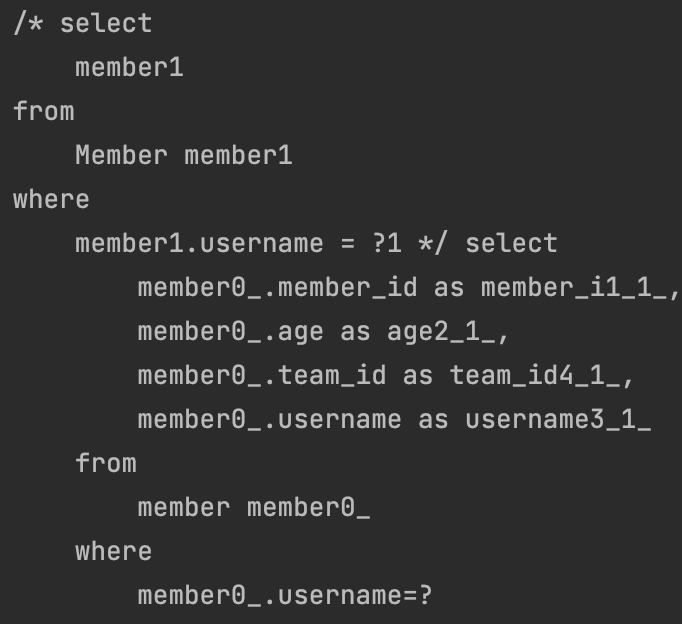 /* select
    member1
from
    Member member1
where
    member1.username = ?1 */ select
        member0_.member_id as member_i1_1_,
        member0_.age as age2_1_,
        member0_.team_id as team_id4_1_,
        member0_.username as username3_1_
    from
        member member0_
    where
        member0_.username=?